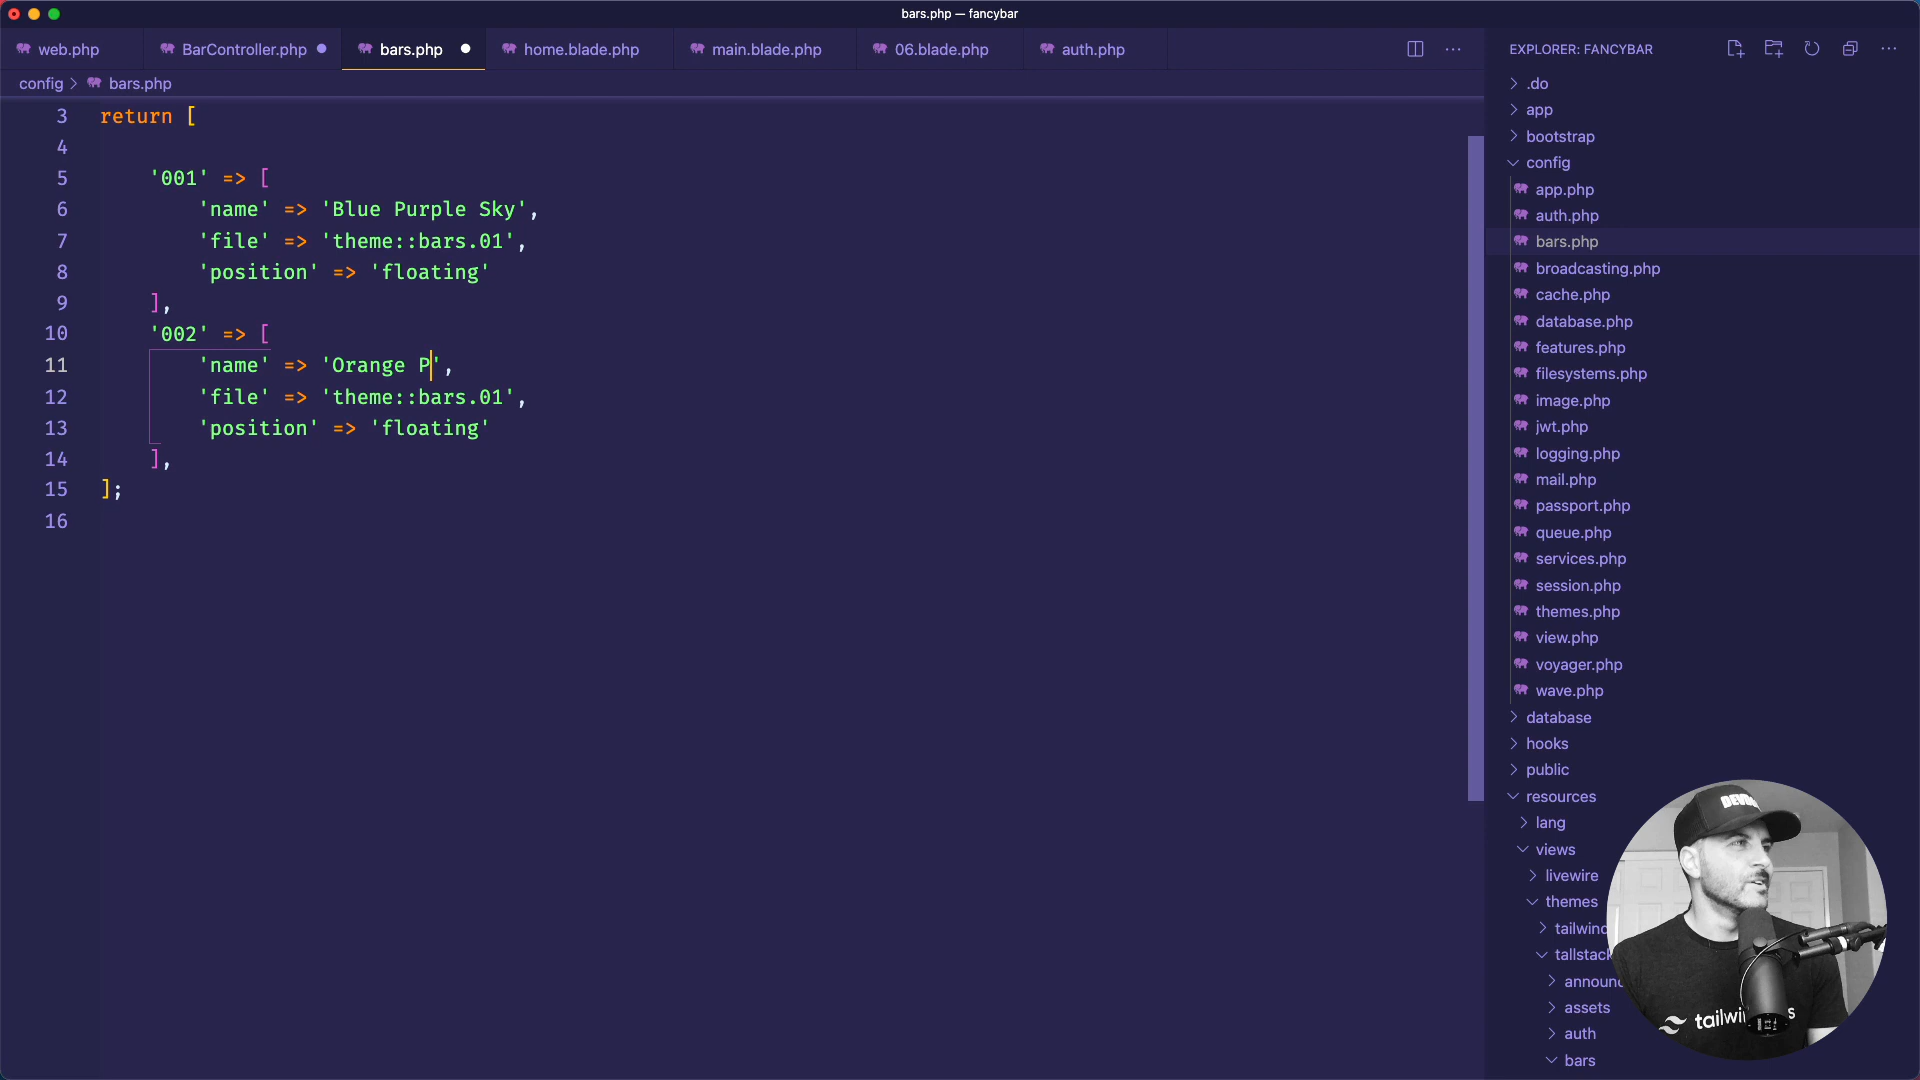 bars.php — fancybar
web.php
BarController.php
bars.php
home.blade.php
main.blade.php
06.blade.php
auth.php
EXPLORER: FANCYBAR
config > bars.php
3 return [
4
5 '001' => [
6 'name' => 'Blue Purple Sky',
7 'file' => 'theme::bars.01',
8 'position' => 'floating'
9 ],
10 '002' => [
11 'name' => 'Orange P',
12 'file' => 'theme::bars.01',
13 'position' => 'floating'
14 ],
15 ];
16
.do
app
bootstrap
config
app.php
auth.php
bars.php
broadcasting.php
cache.php
database.php
features.php
filesystems.php
image.php
jwt.php
logging.php
mail.php
passport.php
queue.php
services.php
session.php
themes.php
view.php
voyager.php
wave.php
database
hooks
public
resources
lang
views
livewire
themes
tailwind
tallstack
announ
assets
auth
bars